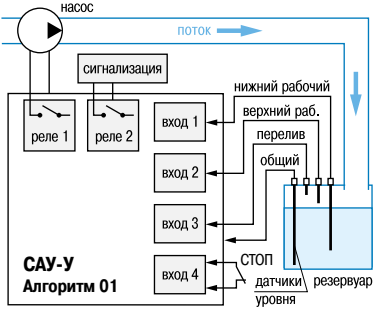 насос
поток
сигнализация
нижний рабочий
верхний раб.
перелив
общий
реле 1
реле 2
вход 1
вход 2
вход 3
вход 4
СТОП
САУ-У
Алгоритм 01
датчики
уровня
резервуар